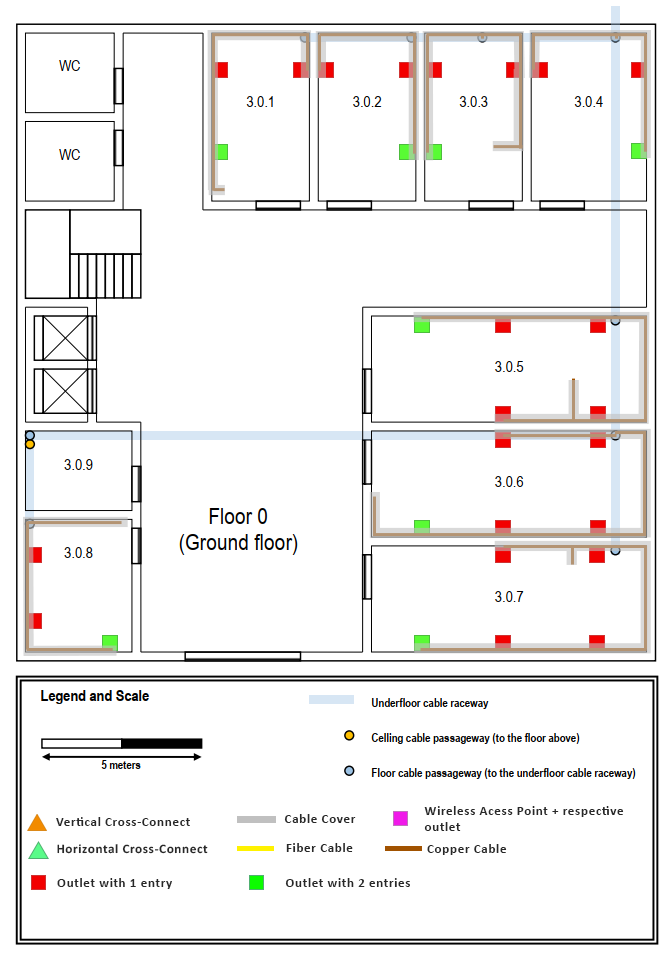 WC
3.0.1
3.0.2
3.0.3
3.0.4
WC
3.0.5
3.0.9
3.0.6
Floor 0
(Ground floor)
3.0.8
3.0.7
Legend and Scale
5 meters
Underfloor cable raceway
Celling cable passageway (to the floor above)
Floor cable passageway (to the underfloor cable raceway)
Vertical Cross-Connect
Cable Cover
Wireless Acess Point + respective
outlet
Horizontal Cross-Connect
Fiber Cable
Copper Cable
Outlet with 1 entry
Outlet with 2 entries